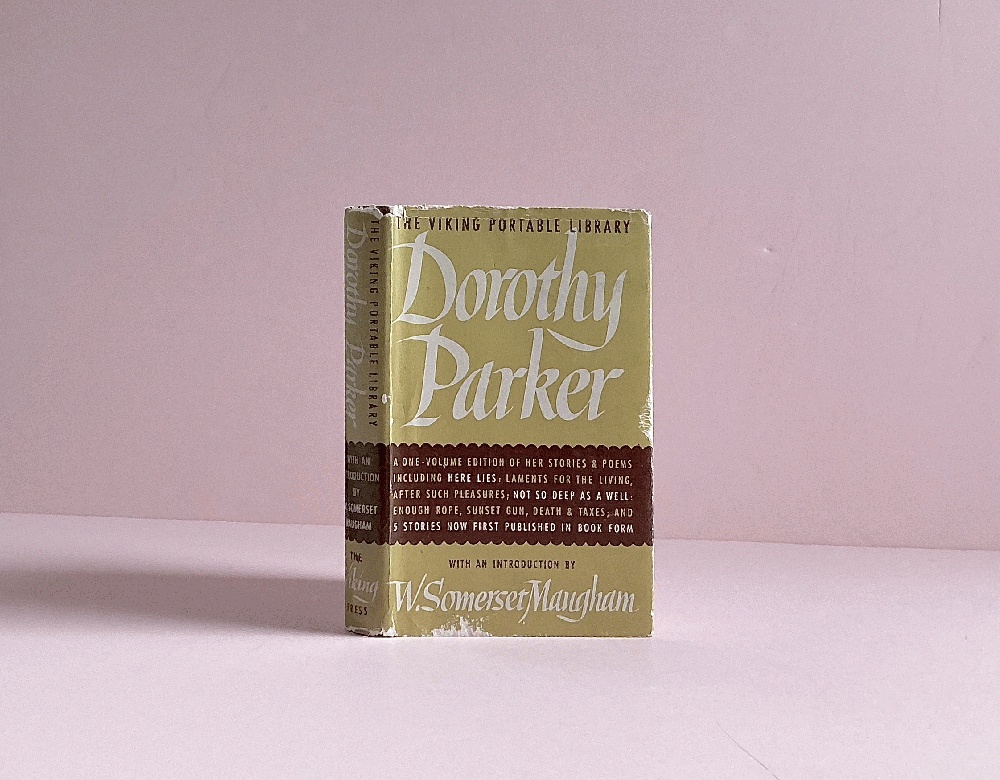 THE VIKING PORTABLE LIBRARY
Dorothy Parker
WITH AN
INTRODUCTION
BY
W. SOMERSET
MAUGHAM
THE
Viking
PRESS
THE VIKING PORTABLE LIBRARY
Dorothy
Parker
A ONE-VOLUME EDITION OF HER STORIES & POEMS
INCLUDING HERE LIES: LAMENTS FOR THE LIVING,
AFTER SUCH PLEASURES; NOT SO DEEP AS A WELL:
ENOUGH ROPE, SUNSET GUN, DEATH & TAXES; AND
5 STORIES NOW FIRST PUBLISHED IN BOOK FORM
WITH AN INTRODUCTION BY
W. Somerset Maugham